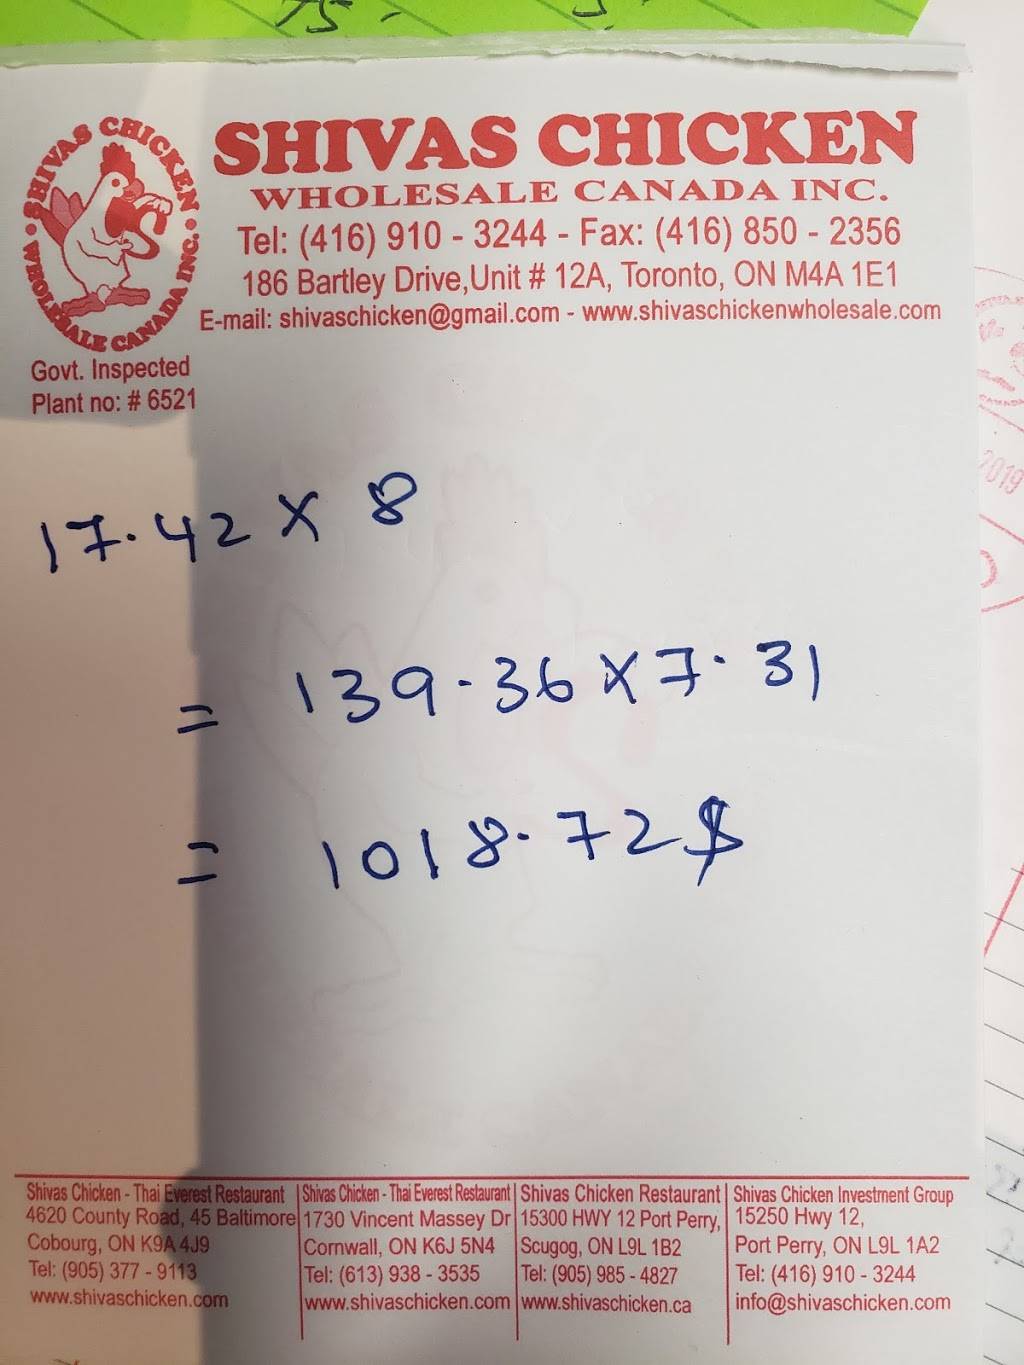 75
SHIVAS CHICKEN
WHOLESALE CANADA INC.
SHIVAS CHICKEN
WHOLESALE CANADA INC.
Tel: (416) 910 - 3244 - Fax: (416) 850 - 2356
186 Bartley Drive,Unit # 12A, Toronto, ON M4A 1E1
E-mail: shivaschicken@gmail.com - www.shivaschickenwholesale.com
Govt. Inspected
Plant no: # 6521
2019
17.42 X 8
= 139.36 X 7.31
= 1018.72 $
Shivas Chicken - Thai Everest Restaurant
4620 County Road, 45 Baltimore
Cobourg, ON K9A 4J9
Tel: (905) 377 - 9113
www.shivaschicken.com
Shivas Chicken - Thai Everest Restaurant
1730 Vincent Massey Dr
Cornwall, ON K6J 5N4
Tel: (613) 938 - 3535
www.shivaschicken.com
Shivas Chicken Restaurant
15300 HWY 12 Port Perry,
Scugog, ON L9L 1B2
Tel: (905) 985 - 4827
www.shivaschicken.ca
Shivas Chicken Investment Group
15250 Hwy 12,
Port Perry, ON L9L 1A2
Tel: (416) 910 - 3244
info@shivaschicken.com